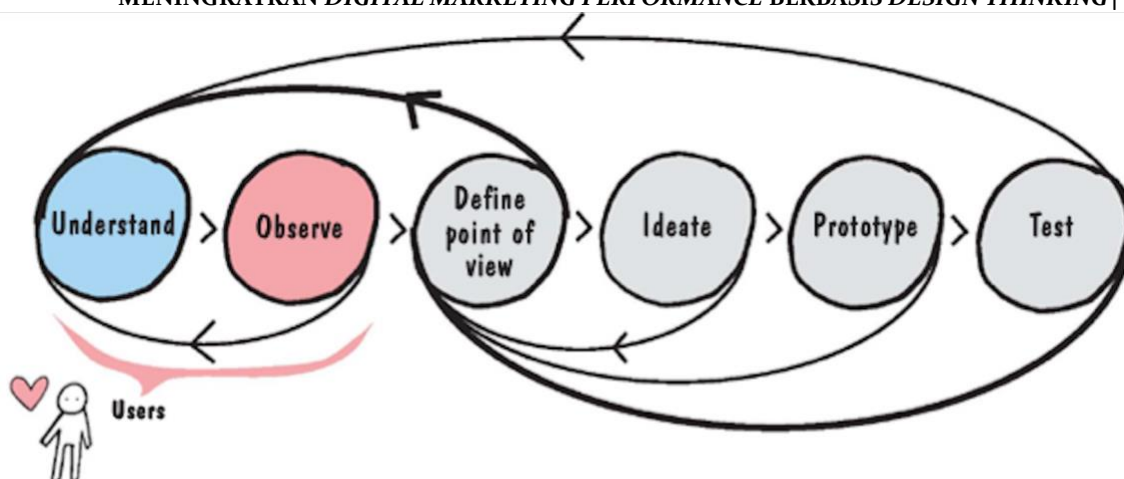 MENINGKATKAN DIGITAL MARKETING PERFORMANCE BERBASIS DESIGN THINKING |
Understand > Observe > Define point of view > Ideate > Prototype > Test
Users